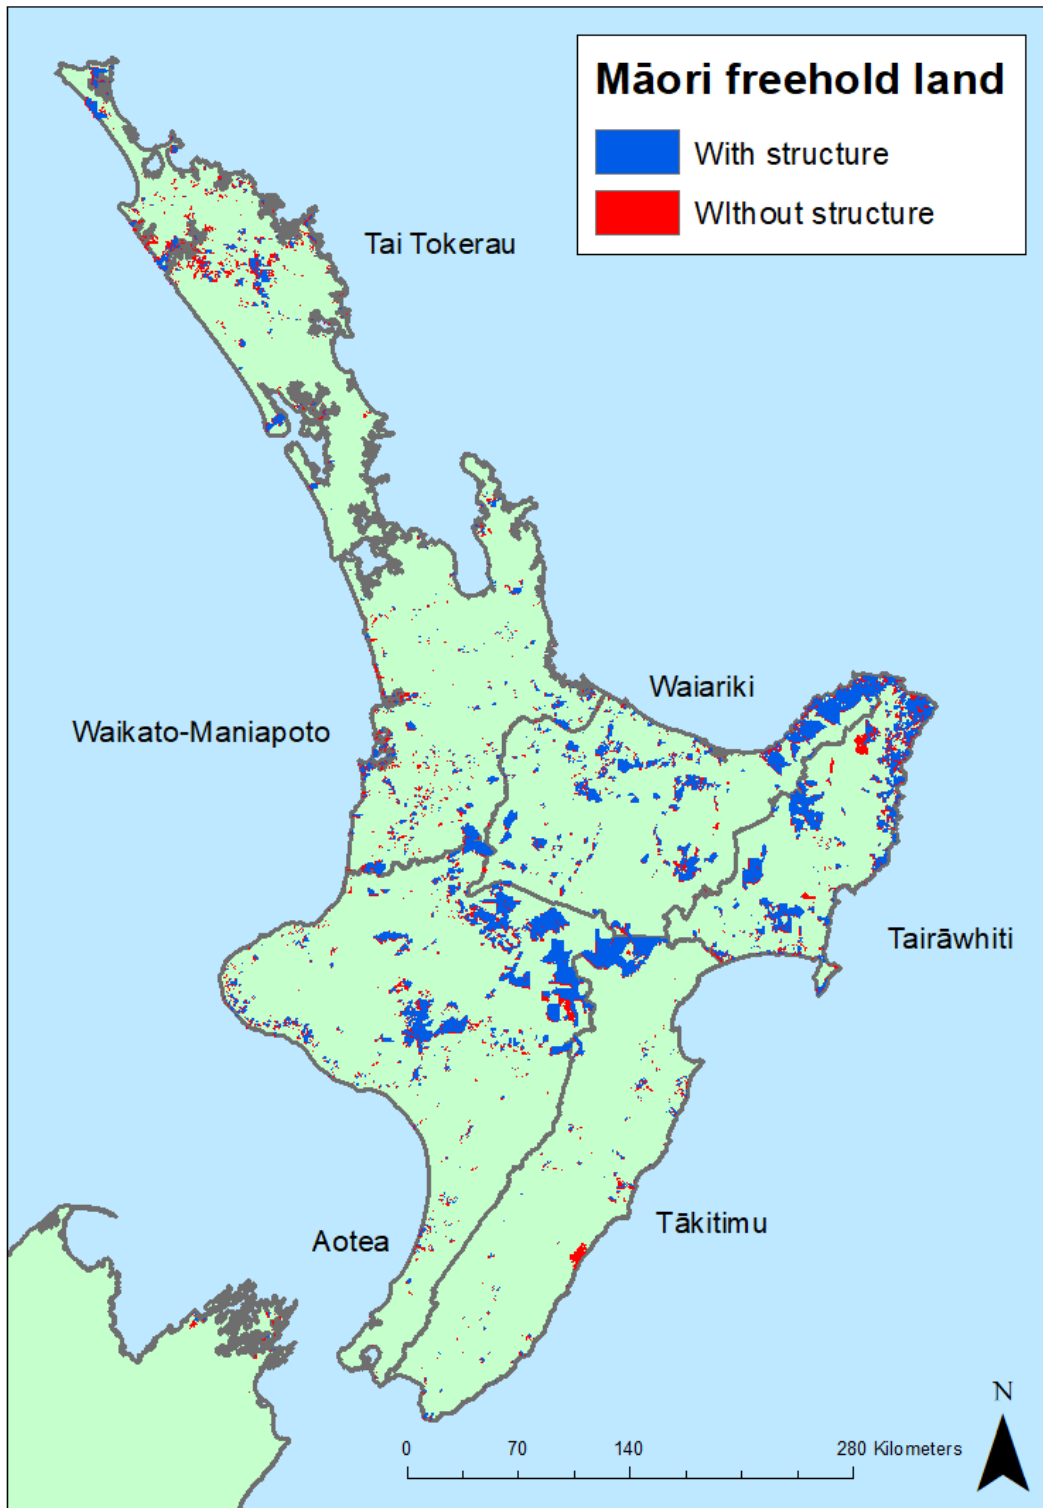 Māori freehold land
With structure
WIthout structure
Tai Tokerau
Waiariki
Waikato-Maniapoto
Tairāwhiti
Tākitimu
Aotea
N
0 70 140 280 Kilometers